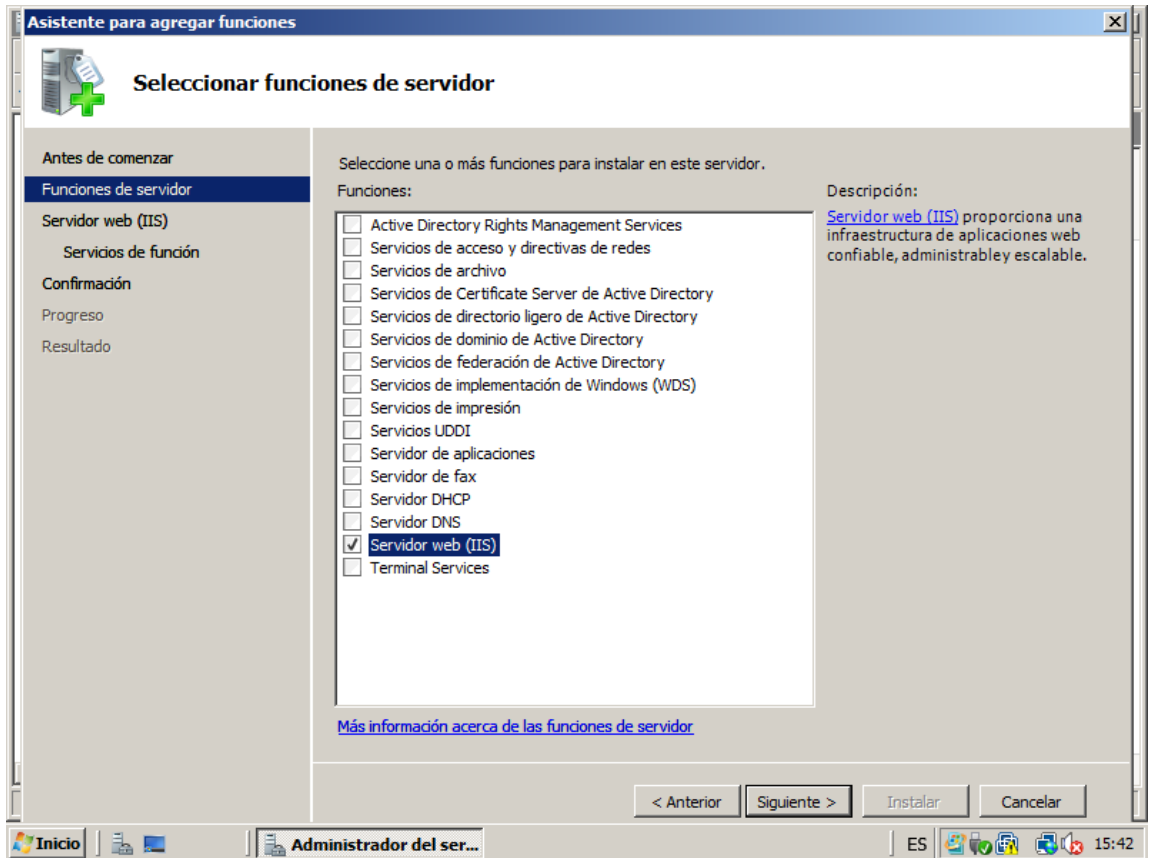 Asistente para agregar funciones
Seleccionar funciones de servidor
Antes de comenzar
Funciones de servidor
Servidor web (IIS)
Servicios de función
Confirmación
Progreso
Resultado
Seleccione una o más funciones para instalar en este servidor.
Funciones:
Active Directory Rights Management Services
Servicios de acceso y directivas de redes
Servicios de archivo
Servicios de Certificate Server de Active Directory
Servicios de directorio ligero de Active Directory
Servicios de dominio de Active Directory
Servicios de federación de Active Directory
Servicios de implementación de Windows (WDS)
Servicios de impresión
Servicios UDDI
Servidor de aplicaciones
Servidor de fax
Servidor DHCP
Servidor DNS
Servidor web (IIS)
Terminal Services
Más información acerca de las funciones de servidor
Descripción:
Servidor web (IIS) proporciona una
infraestructura de aplicaciones web
confiable, administrable y escalable.
< Anterior
Siguiente >
Instalar
Cancelar
Inicio
Administrador del ser...
ES
15:42